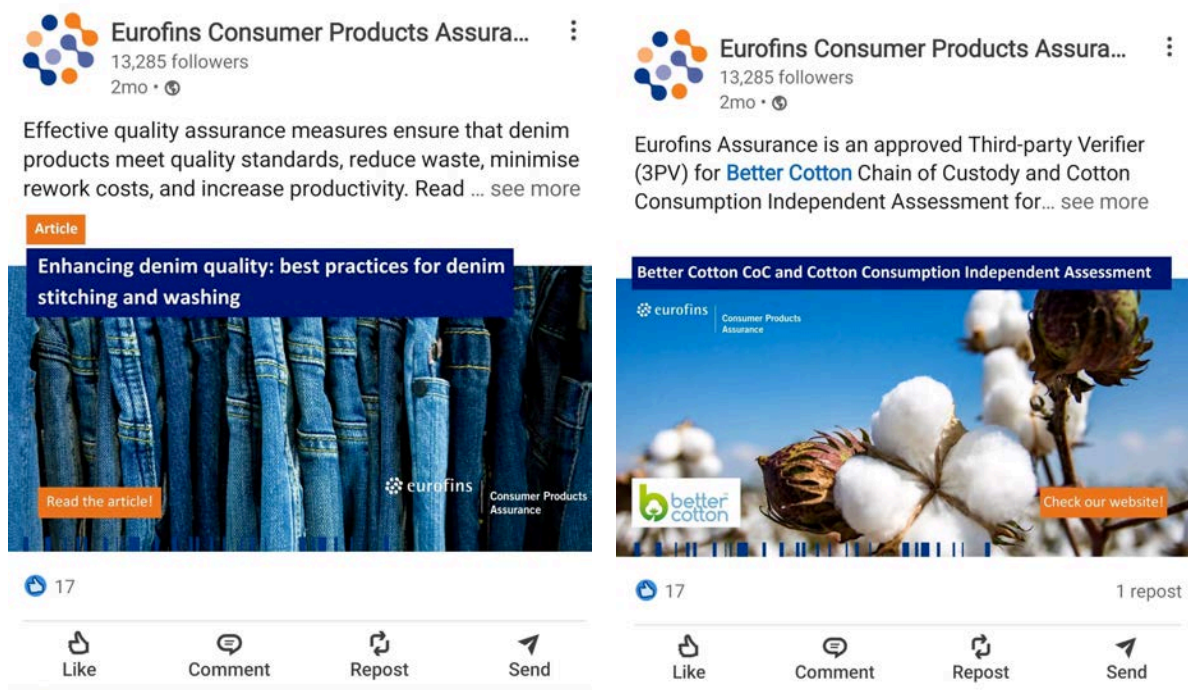 Eurofins Consumer Products Assura...
13,285 followers
2mo •
Effective quality assurance measures ensure that denim
products meet quality standards, reduce waste, minimise
rework costs, and increase productivity. Read ... see more
Article
Enhancing denim quality: best practices for denim
stitching and washing
Read the article!
eurofins
Consumer Products
Assurance
17
Like
Comment
Repost
Send
Eurofins Consumer Products Assura...
13,285 followers
2mo •
Eurofins Assurance is an approved Third-party Verifier
(3PV) for Better Cotton Chain of Custody and Cotton
Consumption Independent Assessment for... see more
Better Cotton CoC and Cotton Consumption Independent Assessment
eurofins
Consumer Products
Assurance
better
cotton
Check our website!
17
1 repost
Like
Comment
Repost
Send